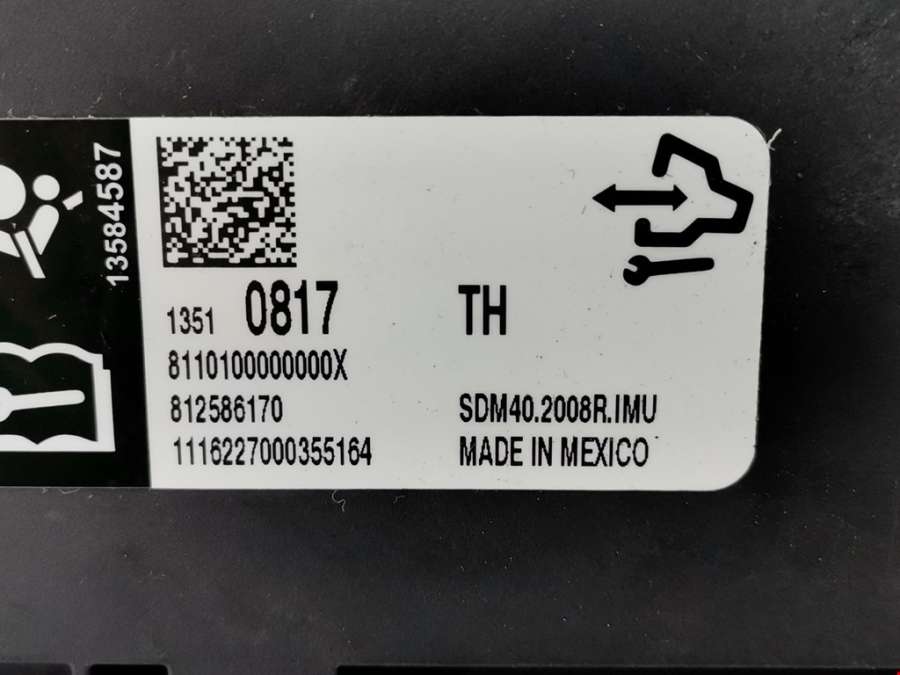 13584587
1351 0817 TH
8110100000000X
812586170 SDM40.2008R.IMU
1116227000355164 MADE IN MEXICO